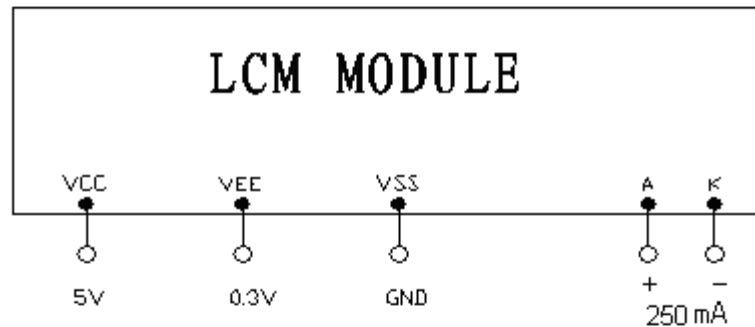 LCM MODULE
VCC VEE VSS A K
5V 0.3V GND + −
250 mA